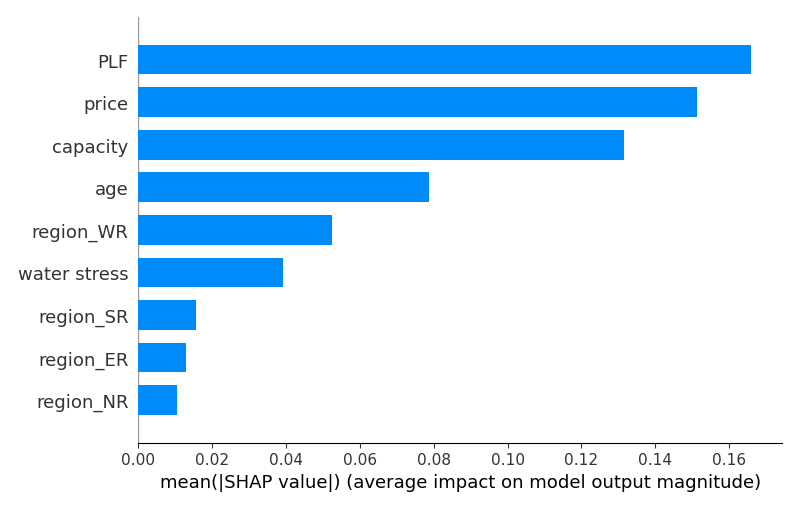 PLF
price
capacity
age
region_WR
water stress
region_SR
region_ER
region_NR
0.00 0.02 0.04 0.06 0.08 0.10 0.12 0.14 0.16
mean(|SHAP value|) (average impact on model output magnitude)